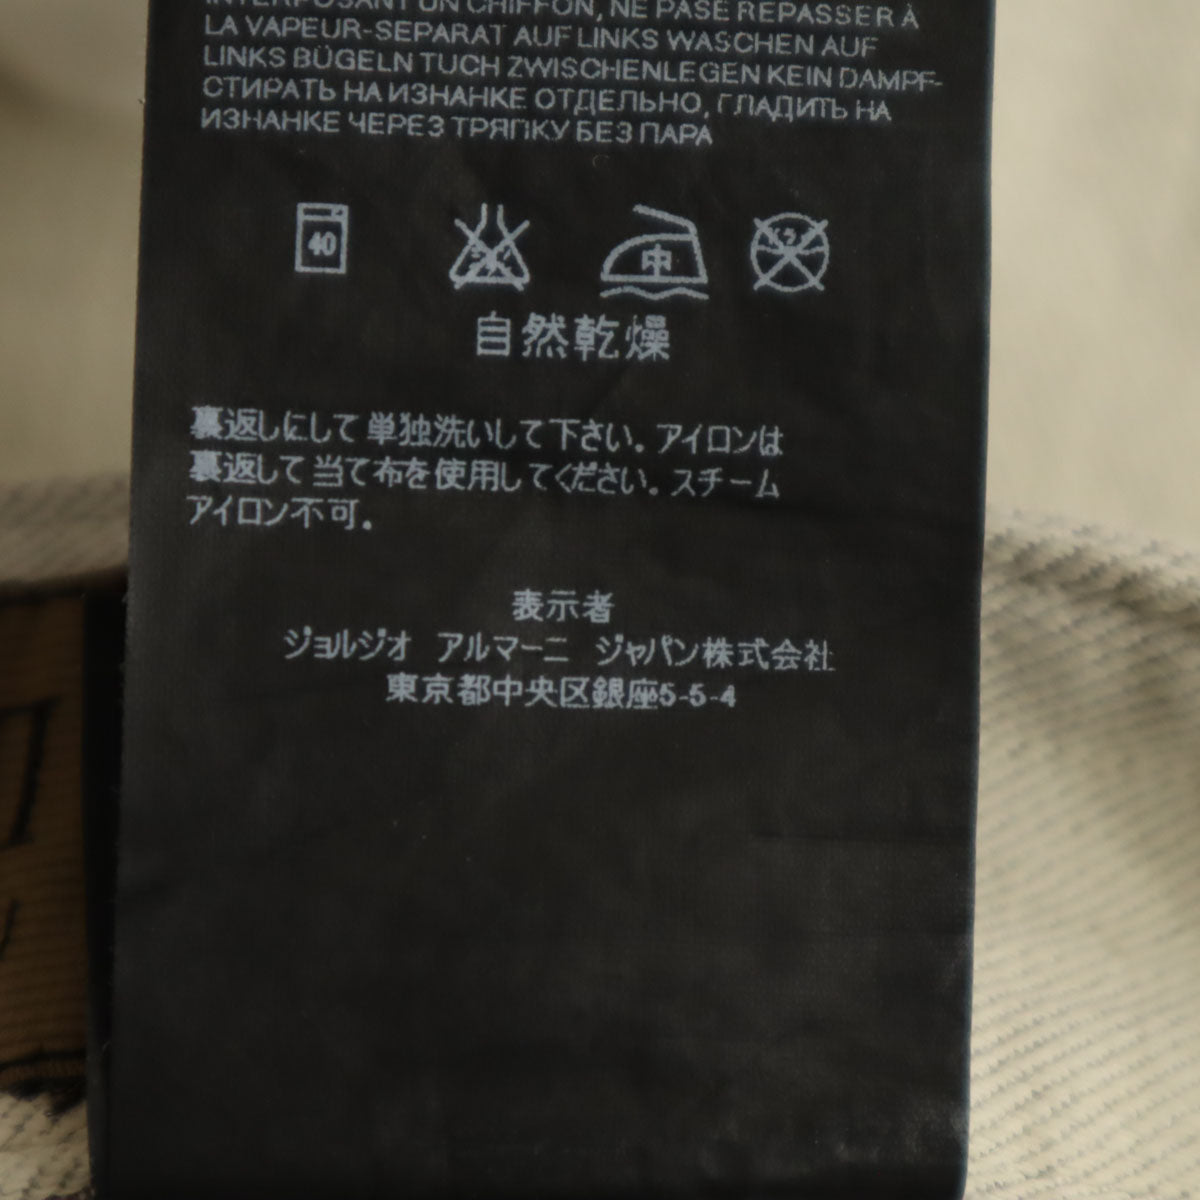 INTERPOSANT UN CHIFFON, NE PASE REPASSER À
LA VAPEUR-SEPARAT AUF LINKS WASCHEN AUF
LINKS BÜGELN TUCH ZWISCHENLEGEN KEIN DAMPF-
СТИРАТЬ НА ИЗНАНКЕ ОТДЕЛЬНО, ГЛАДИТЬ НА
ИЗНАНКЕ ЧЕРЕЗ ТРЯПКУ БЕЗ ПАРА
40 中
自然乾燥
裏返しにして単独洗いして下さい。アイロンは
裏返して当て布を使用してください。スチーム
アイロン不可。
表示者
ジョルジオ アルマーニ ジャパン株式会社
東京都中央区銀座5-5-4